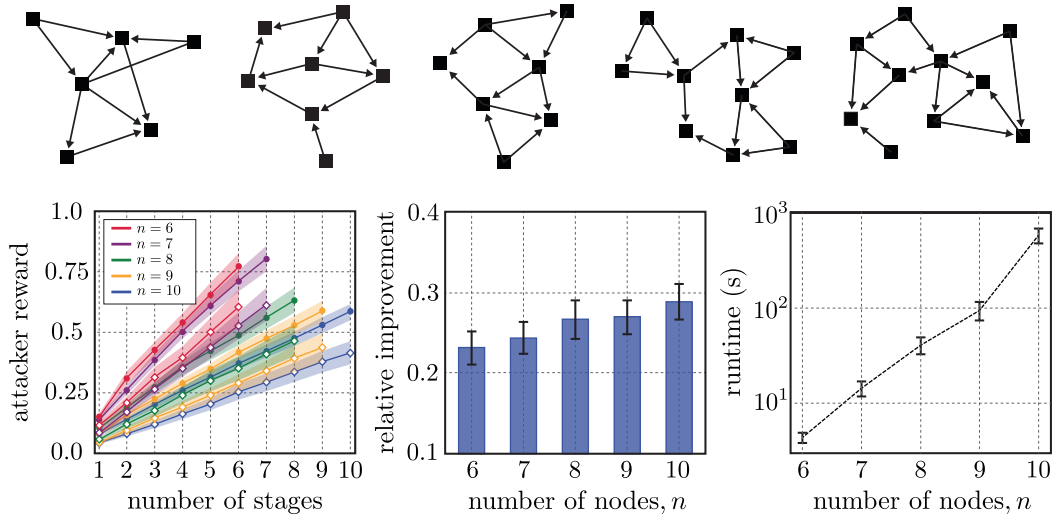 1.0
0.75
0.5
0.25
0.0
attacker reward
n = 6
n = 7
n = 8
n = 9
n = 10
1 2 3 4 5 6 7 8 9 10
number of stages
0.4
0.3
0.2
0.1
relative improvement
6 7 8 9 10
number of nodes, n
10³
10²
10¹
runtime (s)
6 7 8 9 10
number of nodes, n